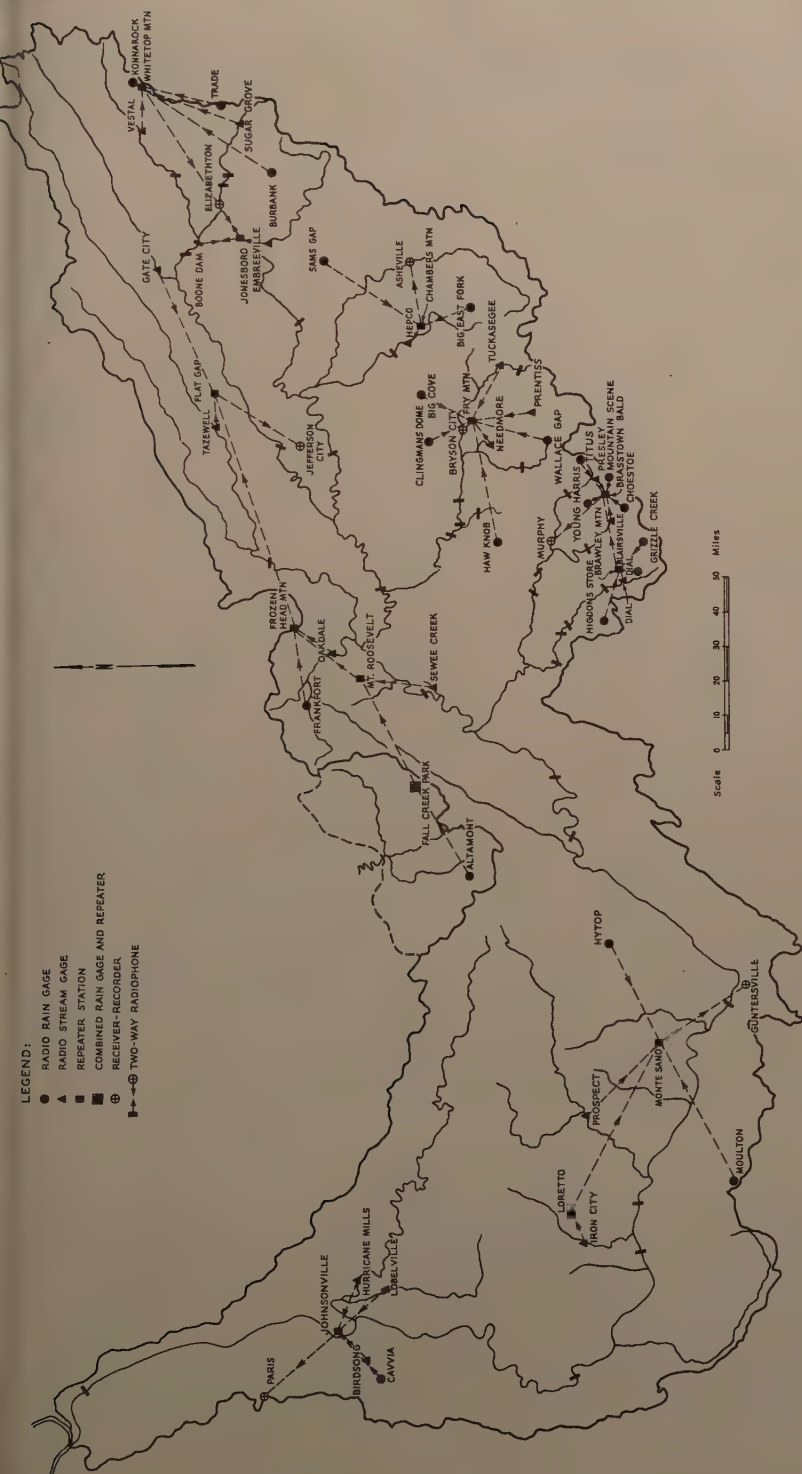 LEGEND:
RADIO RAIN GAGE
RADIO STREAM GAGE
REPEATER STATION
COMBINED RAIN GAGE AND REPEATER
RECEIVER-RECORDER
TWO-WAY RADIOPHONE
PARIS
JOHNSONVILLE
HURRICANE MILLS
LOBELVILLE
BIRDSONG
CAVVIA
LORETTO
IRON CITY
PROSPECT
MONTE SANO
MOULTON
HYTOP
GUNTERSVILLE
ALTAMONT
FALL CREEK PARK
FRANKFORT
FROZEN
HEAD MTN
OAKDALE
MT. ROOSEVELT
SEWEE CREEK
N
TAZEWELL
FLAT GAP
JEFFERSON
CITY
GATE CITY
BOONE DAM
JONESBORO
EMBREEVILLE
ELIZABETHTON
BURBANK
VESTAL
KONNAROCK
WHITETOP MTN
TRADE
SUGAR GROVE
SAMS GAP
ASHEVILLE
CHAMBERS MTN
HEPCO
BIG EAST FORK
CLINGMANS DOME
BIG COVE
BRYSON CITY
FRY MTN
NEEDMORE
TUCKASEGEE
PRENTISS
WALLACE GAP
HAW KNOB
MURPHY
YOUNG HARRIS
TITUS
PRESLEY
MOUNTAIN SCENE
BRASSTOWN BALD
CHOESTOE
HIGDONS STORE
BRAWLEY MTN
BLAIRSVILLE
DIAL
DIAL
GRIZZLE CREEK
Scale 0 10 20 30 40 50 Miles